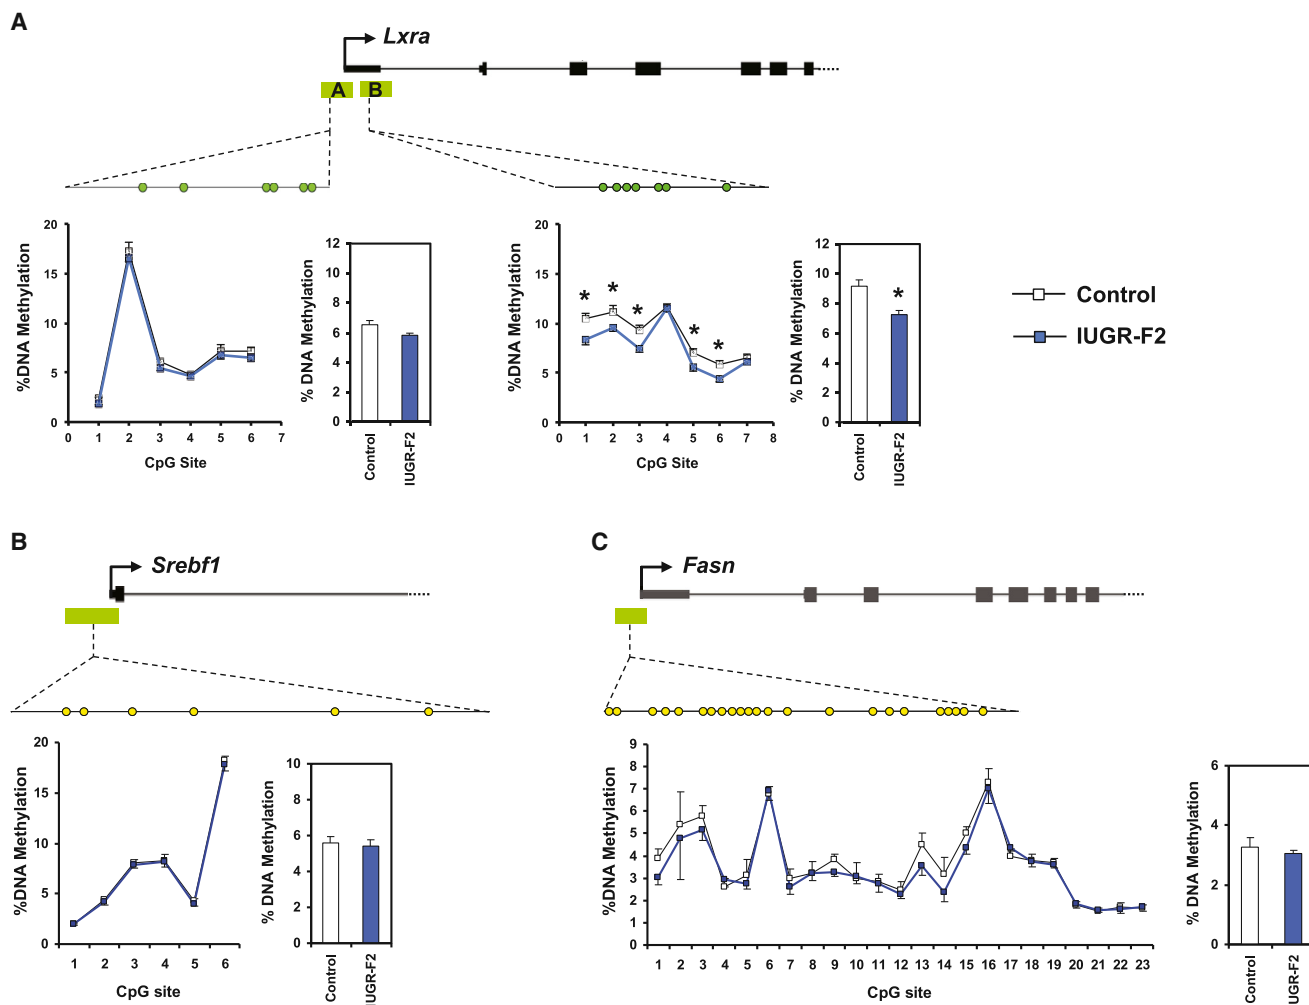 A
Lxra
A B
20
15
10
5
0
%DNA Methylation
0 1 2 3 4 5 6 7
CpG Site
12
10
8
6
4
2
0
% DNA Methylation
Control
IUGR-F2
20
15
10
5
0
%DNA Methylation
* * * * *
0 1 2 3 4 5 6 7 8
CpG Site
12
10
8
6
4
2
0
% DNA Methylation
*
Control
IUGR-F2
Control
IUGR-F2
B
Srebf1
20
15
10
5
0
%DNA Methylation
1 2 3 4 5 6
CpG site
10
8
6
4
2
0
% DNA Methylation
Control
IUGR-F2
C
Fasn
9
8
7
6
5
4
3
2
1
0
%DNA Methylation
1 2 3 4 5 6 7 8 9 10 11 12 13 14 15 16 17 18 19 20 21 22 23
CpG site
6
4
2
0
% DNA Methylation
Control
UGR-F2